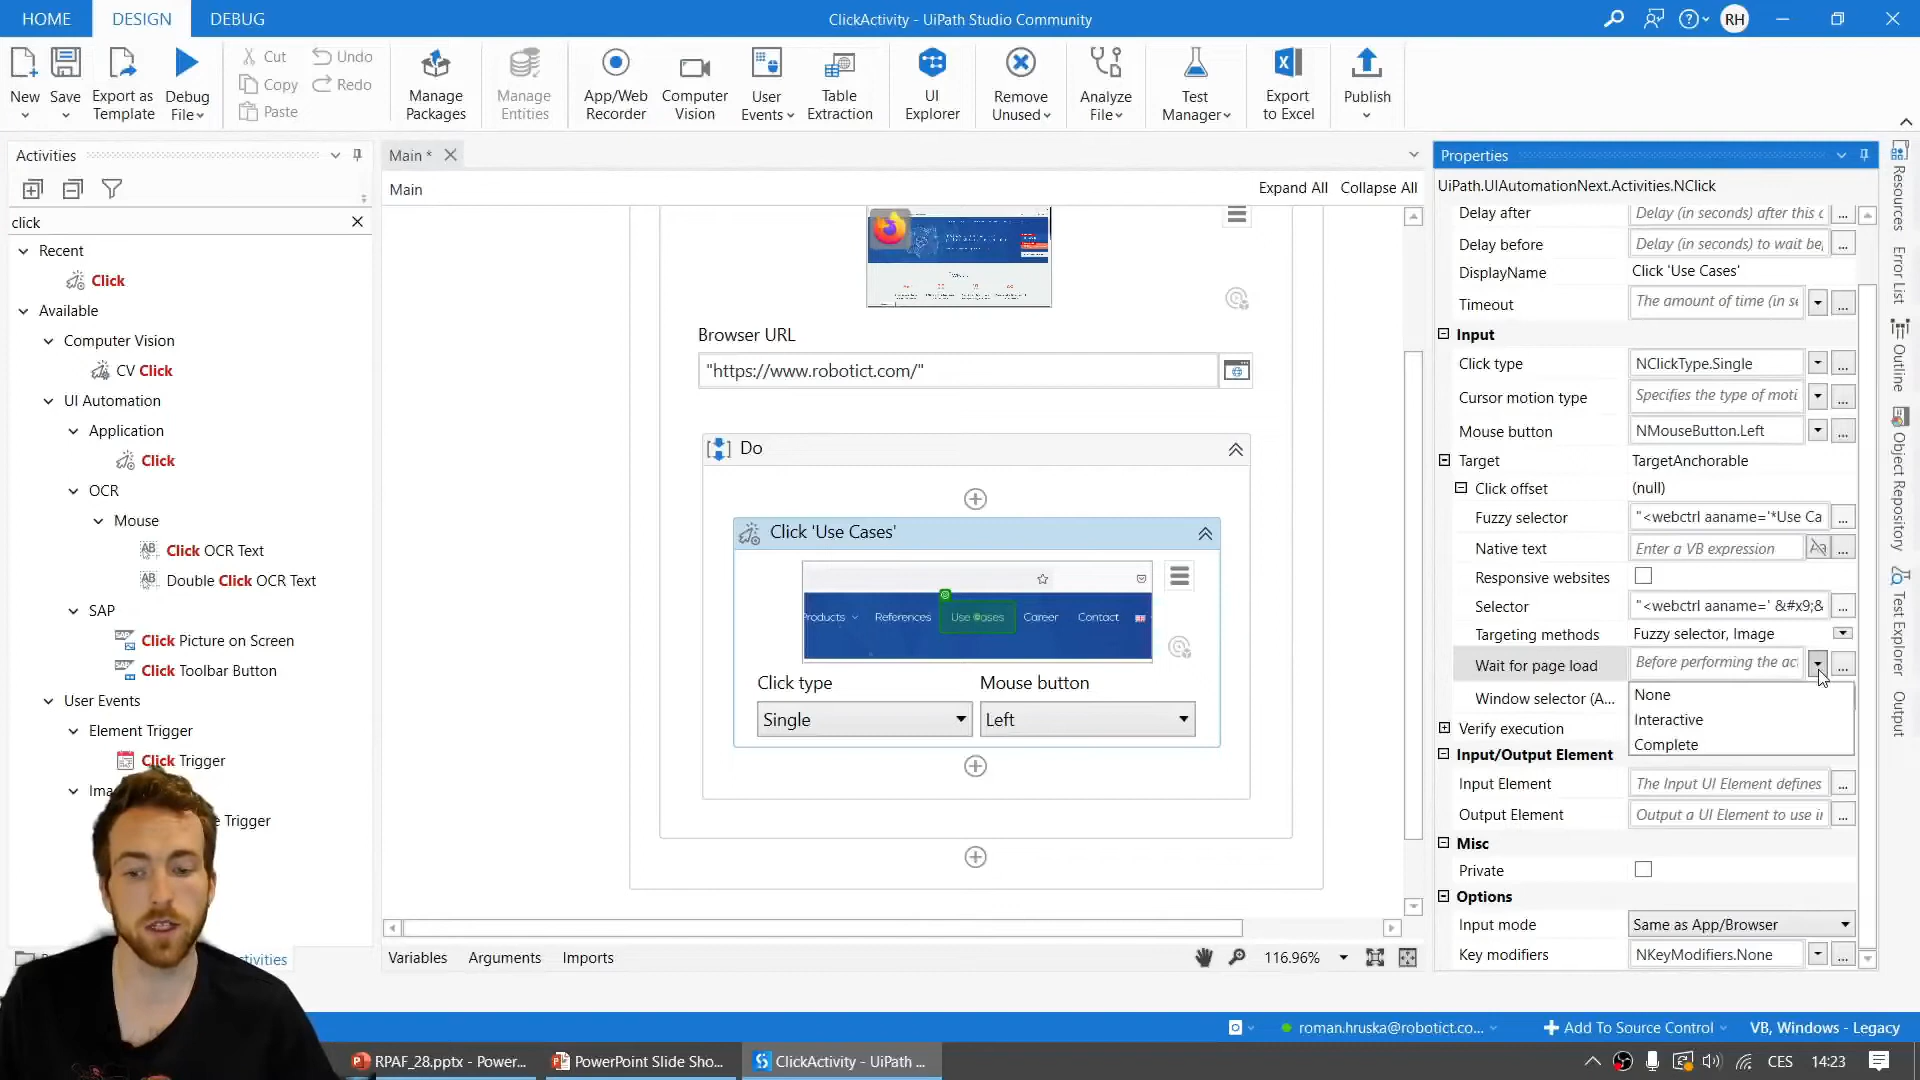 HOME DESIGN DEBUG ClickActivity - UiPath Studio Community RH
New Save Export as Template Debug File Cut Copy Paste Undo Redo Manage Packages Manage Entities App/Web Recorder Computer Vision User Events Table Extraction UI Explorer Remove Unused Analyze File Test Manager Export to Excel Publish
Activities
click
Recent
Click
Available
Computer Vision
CV Click
UI Automation
Application
Click
OCR
Mouse
Click OCR Text
Double Click OCR Text
SAP
Click Picture on Screen
Click Toolbar Button
User Events
Element Trigger
Click Trigger
Ima
e Trigger
ctivities
Main *
Main Expand All Collapse All
Browser URL
"https://www.robotict.com/"
Do
Click 'Use Cases'
Products References Use Cases Career Contact
Click type Mouse button
Single Left
Variables Arguments Imports 116.96%
Properties
UiPath.UIAutomationNext.Activities.NClick
Delay after Delay (in seconds) after this c ...
Delay before Delay (in seconds) to wait be ...
DisplayName Click 'Use Cases'
Timeout The amount of time (in se ...
Input
Click type NClickType.Single ...
Cursor motion type Specifies the type of moti ...
Mouse button NMouseButton.Left ...
Target TargetAnchorable
Click offset (null)
Fuzzy selector "<webctrl aaname='*Use Ca ...
Native text Enter a VB expression ...
Responsive websites
Selector "<webctrl aaname=' &#x9;& ...
Targeting methods Fuzzy selector, Image
Wait for page load Before performing the ac ...
None
Window selector (A...
Interactive
Verify execution
Complete
Input/Output Element
Input Element The Input UI Element defines ...
Output Element Output a UI Element to use i ...
Misc
Private
Options
Input mode Same as App/Browser
Key modifiers NKeyModifiers.None ...
Resources
Error List
Outline
Object Repository
Test Explorer
Output
roman.hruska@robotict.co... Add To Source Control VB, Windows - Legacy
RPAF_28.pptx - Power... PowerPoint Slide Sho... ClickActivity - UiPath ... CES 14:23